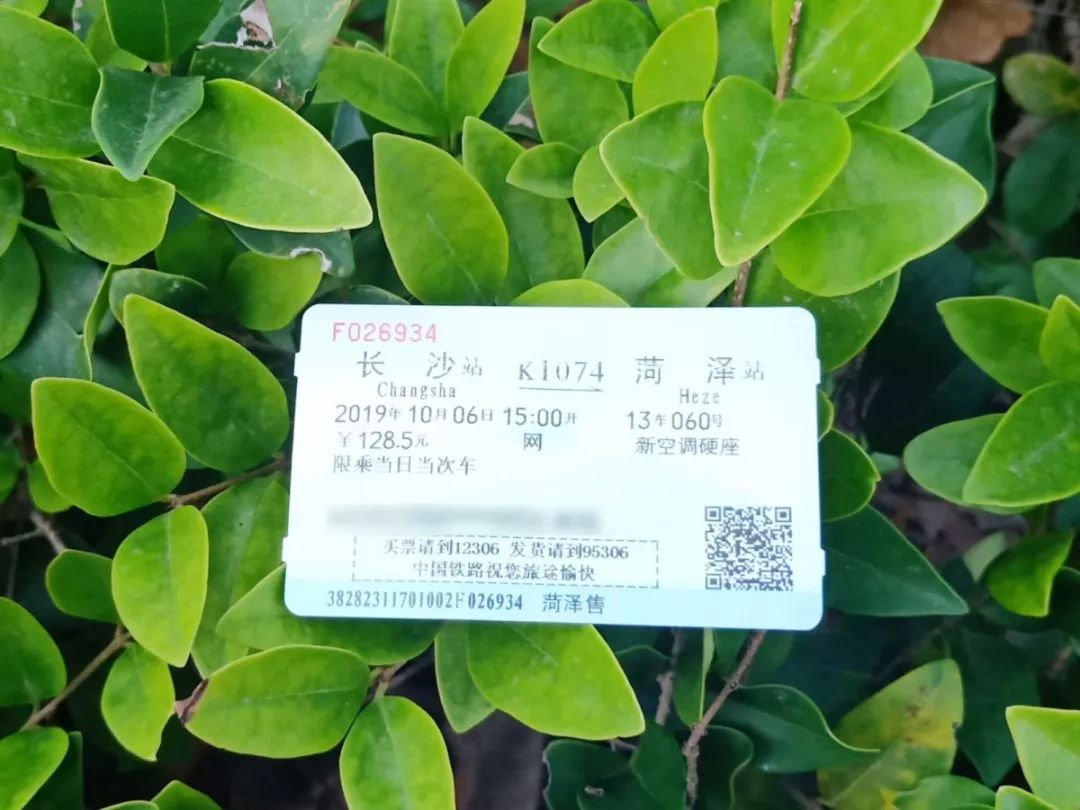 F026934
长沙站 K1074 菏泽站
Changsha Heze
2019年10月06日 15:00开 13车060号
￥128.5元 网 新空调硬座
限乘当日当次车
买票请到12306 发货请到95306
中国铁路祝您旅途愉快
38282311701002F026934 菏泽售